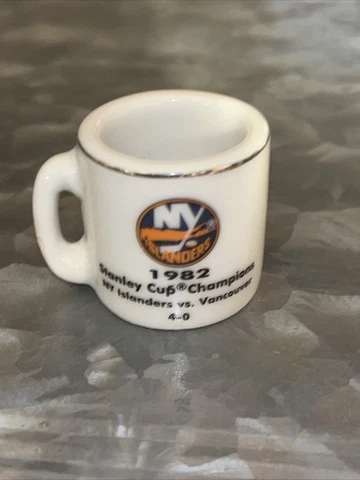 NY
ISLANDERS
1982
Stanley Cup® Champions
NY Islanders vs. Vancouver
4-0